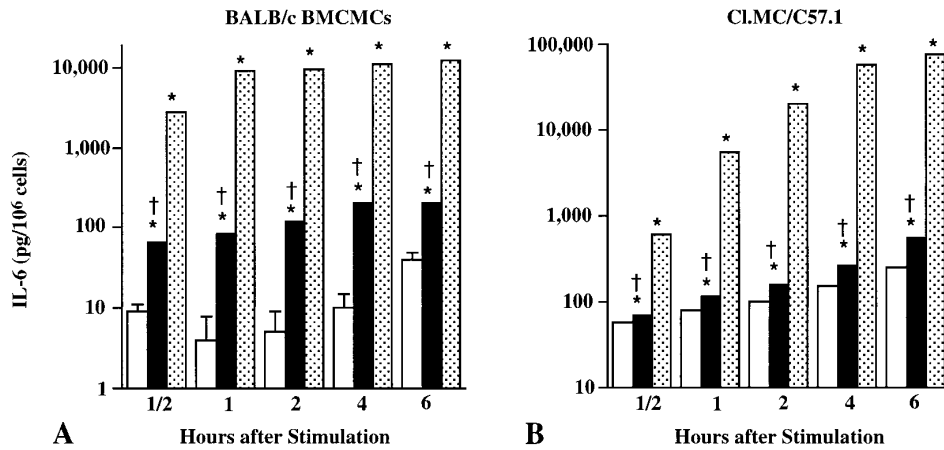 BALB/c BMCMCs
IL-6 (pg/10⁶ cells)
10,000
1,000
100
10
1
* * * * *
† † † † †
* * * * *
1/2 1 2 4 6
A Hours after Stimulation
Cl.MC/C57.1
100,000
10,000
1,000
100
10
* * * * *
† † † † †
* * * * *
1/2 1 2 4 6
B Hours after Stimulation